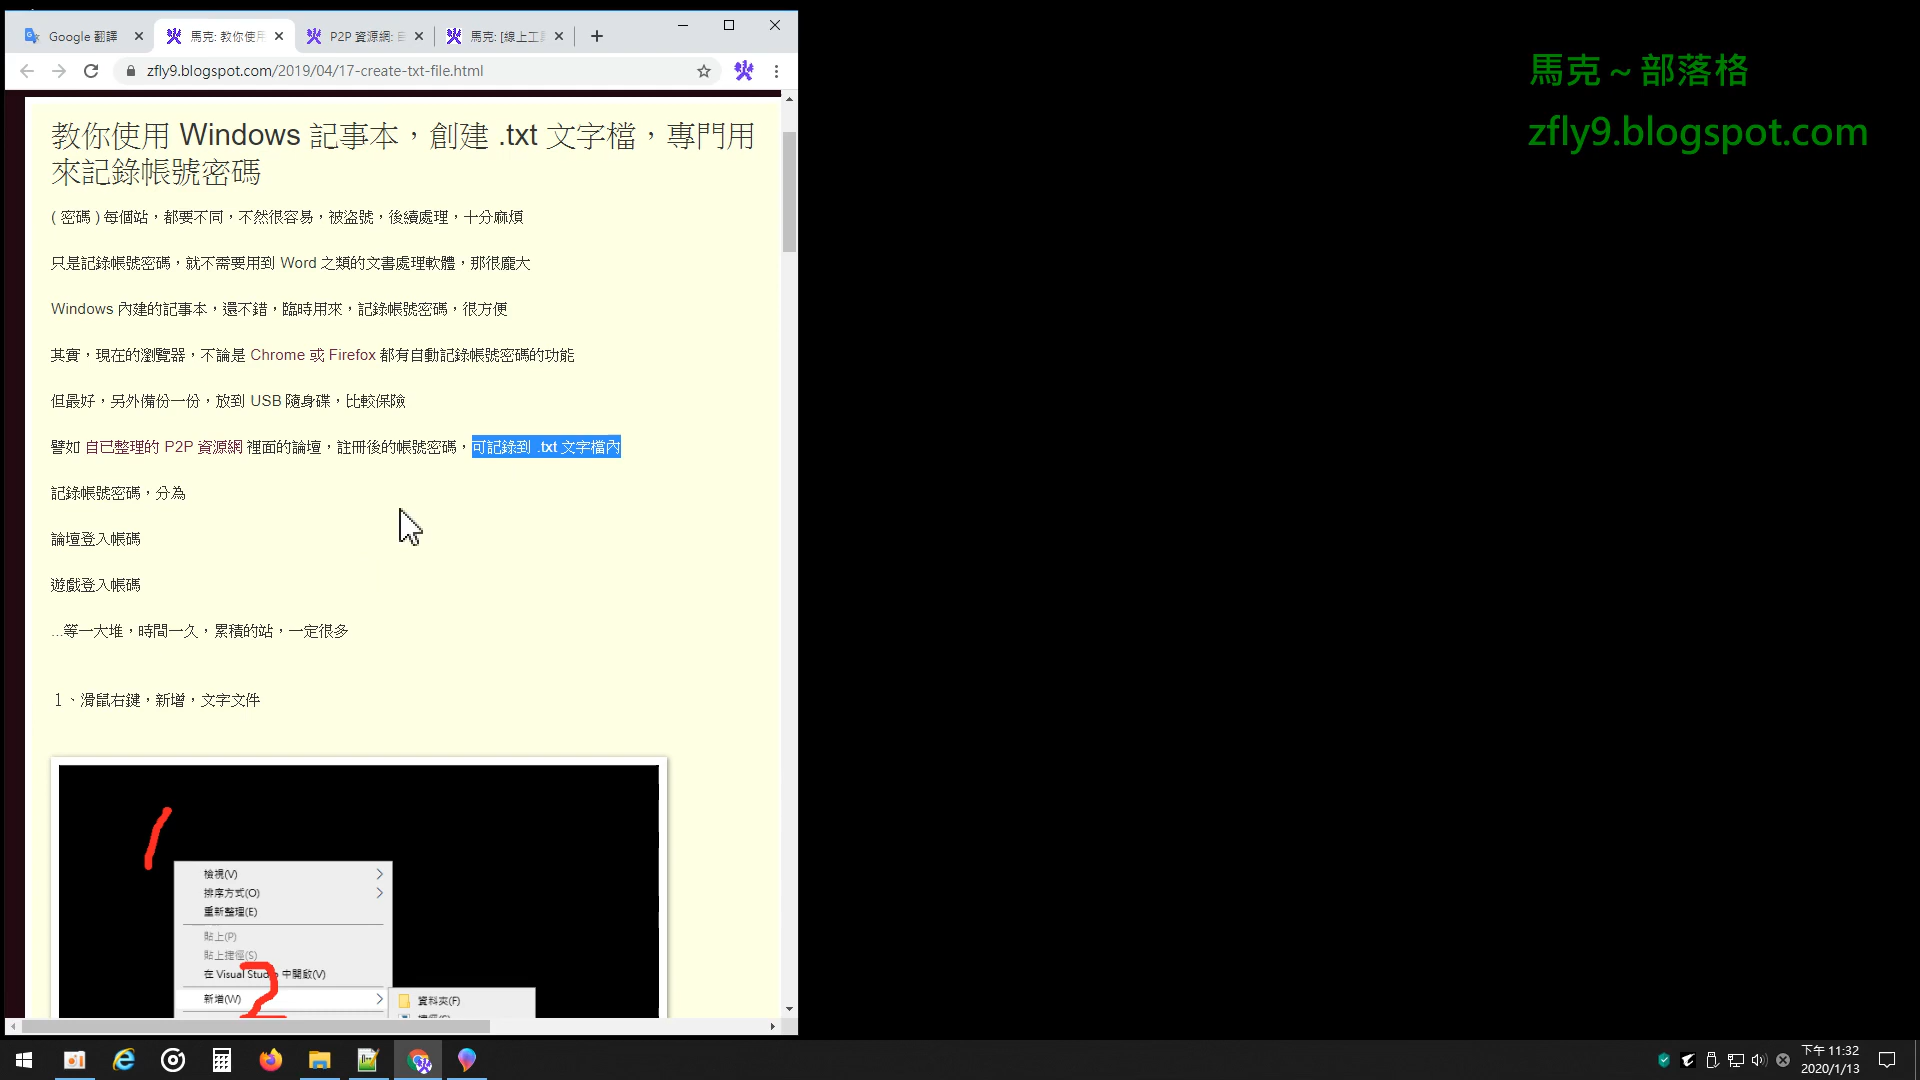 Google 翻譯
馬克: 教你使用
P2P 資源網:
馬克: [線上工
zfly9.blogspot.com/2019/04/17-create-txt-file.html
教你使用 Windows 記事本，創建 .txt 文字檔，專門用
來記錄帳號密碼
( 密碼 ) 每個站，都要不同，不然很容易，被盜號，後續處理，十分麻煩
只是記錄帳號密碼，就不需要用到 Word 之類的文書處理軟體，那很龐大
Windows 內建的記事本，還不錯，臨時用來，記錄帳號密碼，很方便
其實，現在的瀏覽器，不論是 Chrome 或 Firefox 都有自動記錄帳號密碼的功能
但最好，另外備份一份，放到 USB 隨身碟，比較保險
譬如 自已整理的 P2P 資源網 裡面的論壇，註冊後的帳號密碼，可記錄到 .txt 文字檔內
記錄帳號密碼，分為
論壇登入帳碼
遊戲登入帳碼
...等一大堆，時間一久，累積的站，一定很多
1、滑鼠右鍵，新增，文字文件
1
檢視(V)
排序方式(O)
重新整理(E)
貼上(P)
貼上捷徑(S)
在 Visual Studio 中開啟(V)
新增(W)
2
資料夾(F)
馬克～部落格
zfly9.blogspot.com
下午 11:32
2020/1/13